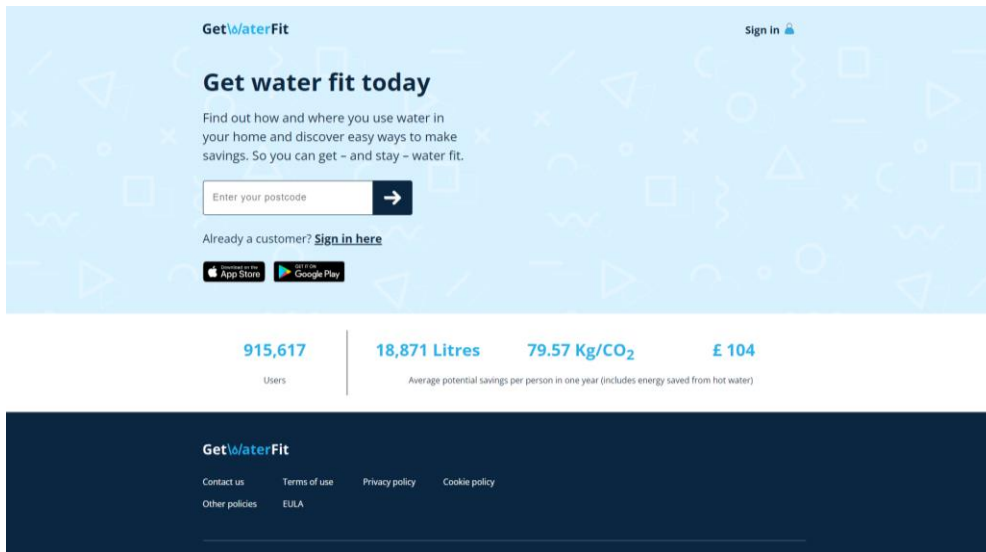 GetWaterFit
Sign in
Get water fit today
Find out how and where you use water in
your home and discover easy ways to make
savings. So you can get – and stay – water fit.
Enter your postcode
Already a customer? Sign in here
Download on the
App Store
GET IT ON
Google Play
915,617
18,871 Litres
79.57 Kg/CO₂
£ 104
Users
Average potential savings per person in one year (includes energy saved from hot water)
GetWaterFit
Contact us
Terms of use
Privacy policy
Cookie policy
Other policies
EULA